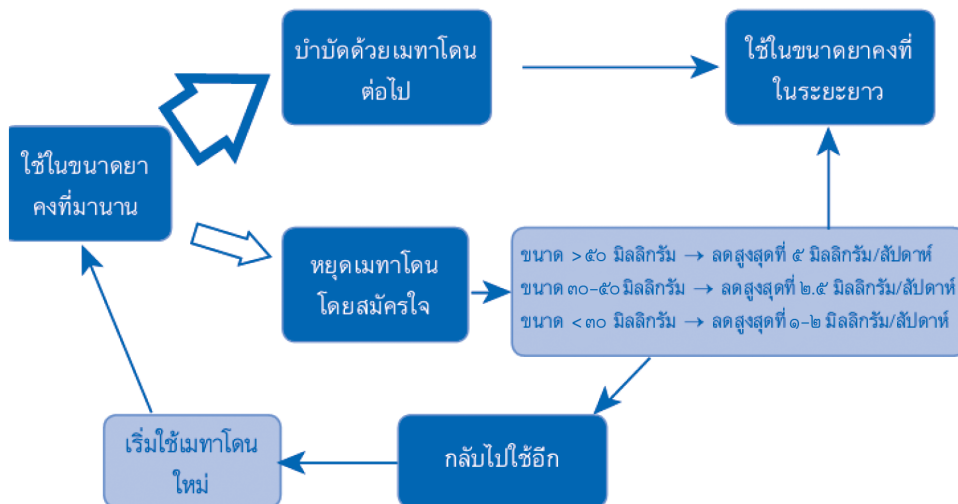 บำบัดด้วยเมทาโดน
ต่อไป
ใช้ในขนาดยาคงที่
ในระยะยาว
ใช้ในขนาดยา
คงที่มานาน
หยุดเมทาโดน
โดยสมัครใจ
ขนาด >๕๐ มิลลิกรัม → ลดสูงสุดที่ ๕ มิลลิกรัม/สัปดาห์
ขนาด ๓๐-๕๐ มิลลิกรัม → ลดสูงสุดที่ ๒.๕ มิลลิกรัม/สัปดาห์
ขนาด <๓๐ มิลลิกรัม → ลดสูงสุดที่ ๑-๒ มิลลิกรัม/สัปดาห์
เริ่มใช้เมทาโดน
ใหม่
กลับไปใช้อีก